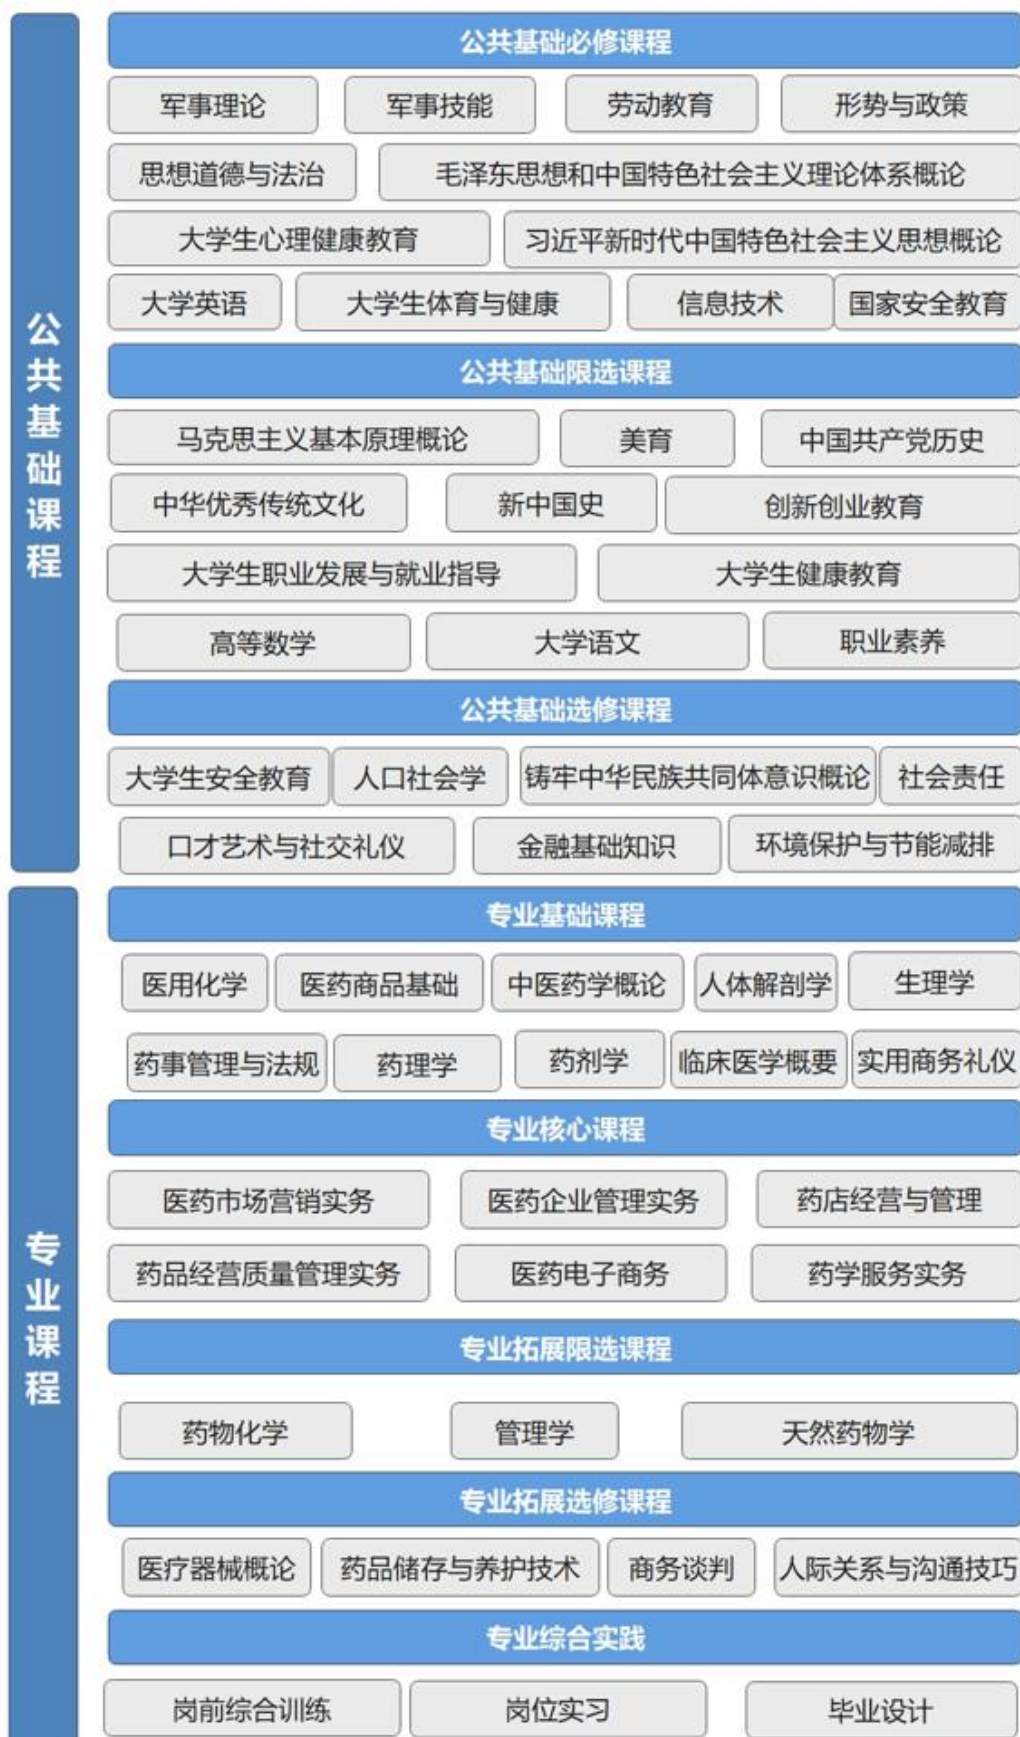 公共基础课程
公共基础必修课程
军事理论 军事技能 劳动教育 形势与政策
思想道德与法治 毛泽东思想和中国特色社会主义理论体系概论
大学生心理健康教育 习近平新时代中国特色社会主义思想概论
大学英语 大学生体育与健康 信息技术 国家安全教育
公共基础限选课程
马克思主义基本原理概论 美育 中国共产党历史
中华优秀传统文化 新中国史 创新创业教育
大学生职业发展与就业指导 大学生健康教育
高等数学 大学语文 职业素养
公共基础选修课程
大学生安全教育 人口社会学 铸牢中华民族共同体意识概论 社会责任
口才艺术与社交礼仪 金融基础知识 环境保护与节能减排
专业课程
专业基础课程
医用化学 医药商品基础 中医药学概论 人体解剖学 生理学
药事管理与法规 药理学 药剂学 临床医学概要 实用商务礼仪
专业核心课程
医药市场营销实务 医药企业管理实务 药店经营与管理
药品经营质量管理实务 医药电子商务 药学服务实务
专业拓展限选课程
药物化学 管理学 天然药物学
专业拓展选修课程
医疗器械概论 药品储存与养护技术 商务谈判 人际关系与沟通技巧
专业综合实践
岗前综合训练 岗位实习 毕业设计